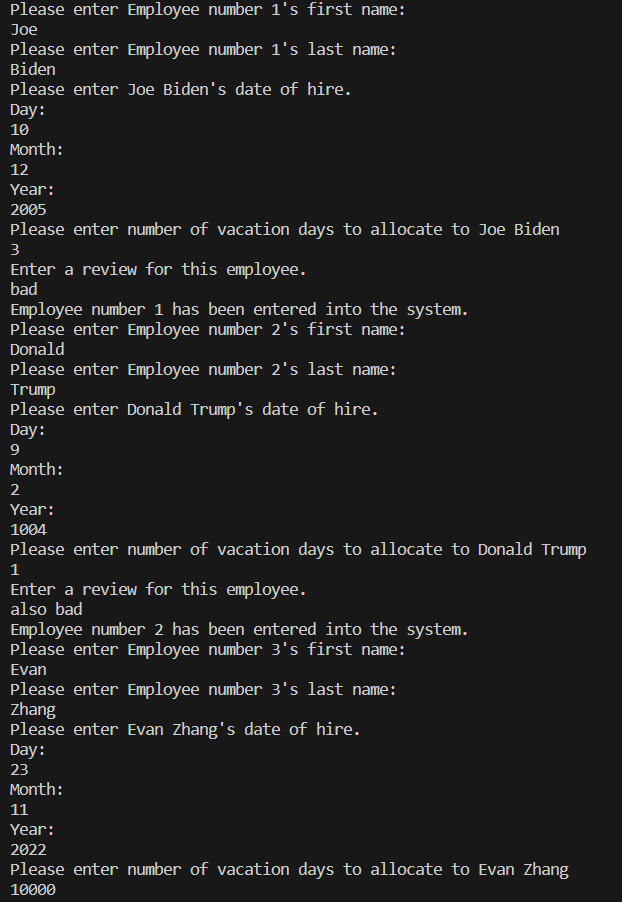 Please enter Employee number 1's first name:
Joe
Please enter Employee number 1's last name:
Biden
Please enter Joe Biden's date of hire.
Day:
10
Month:
12
Year:
2005
Please enter number of vacation days to allocate to Joe Biden
3
Enter a review for this employee.
bad
Employee number 1 has been entered into the system.
Please enter Employee number 2's first name:
Donald
Please enter Employee number 2's last name:
Trump
Please enter Donald Trump's date of hire.
Day:
9
Month:
2
Year:
1004
Please enter number of vacation days to allocate to Donald Trump
1
Enter a review for this employee.
also bad
Employee number 2 has been entered into the system.
Please enter Employee number 3's first name:
Evan
Please enter Employee number 3's last name:
Zhang
Please enter Evan Zhang's date of hire.
Day:
23
Month:
11
Year:
2022
Please enter number of vacation days to allocate to Evan Zhang
10000